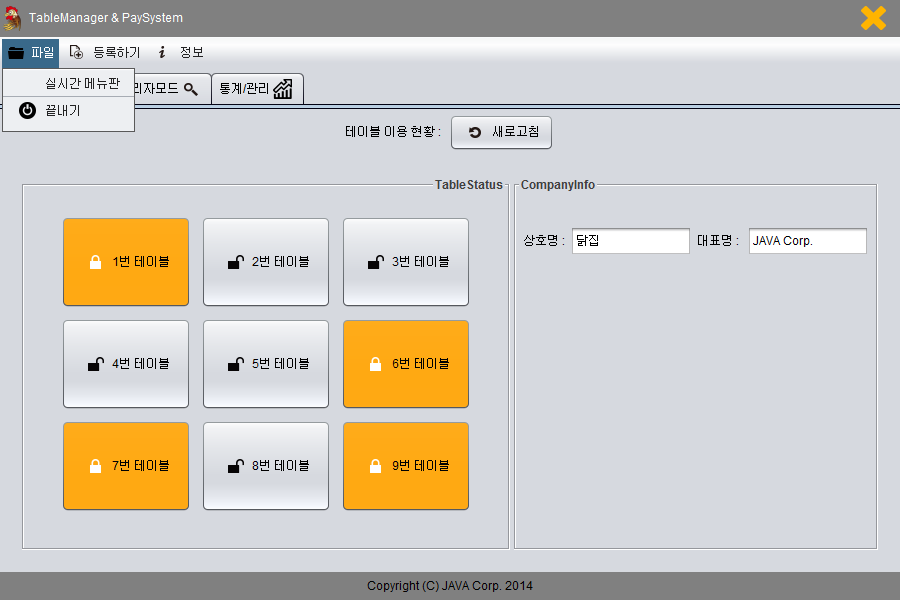 TableManager & PaySystem
파일 등록하기 정보
실시간 메뉴판
리자모드 통계/관리
끝내기
테이블 이용 현황 : 새로고침
TableStatus CompanyInfo
상호명 : 닭집 대표명 : JAVA Corp.
1번 테이블 2번 테이블 3번 테이블
4번 테이블 5번 테이블 6번 테이블
7번 테이블 8번 테이블 9번 테이블
Copyright (C) JAVA Corp. 2014